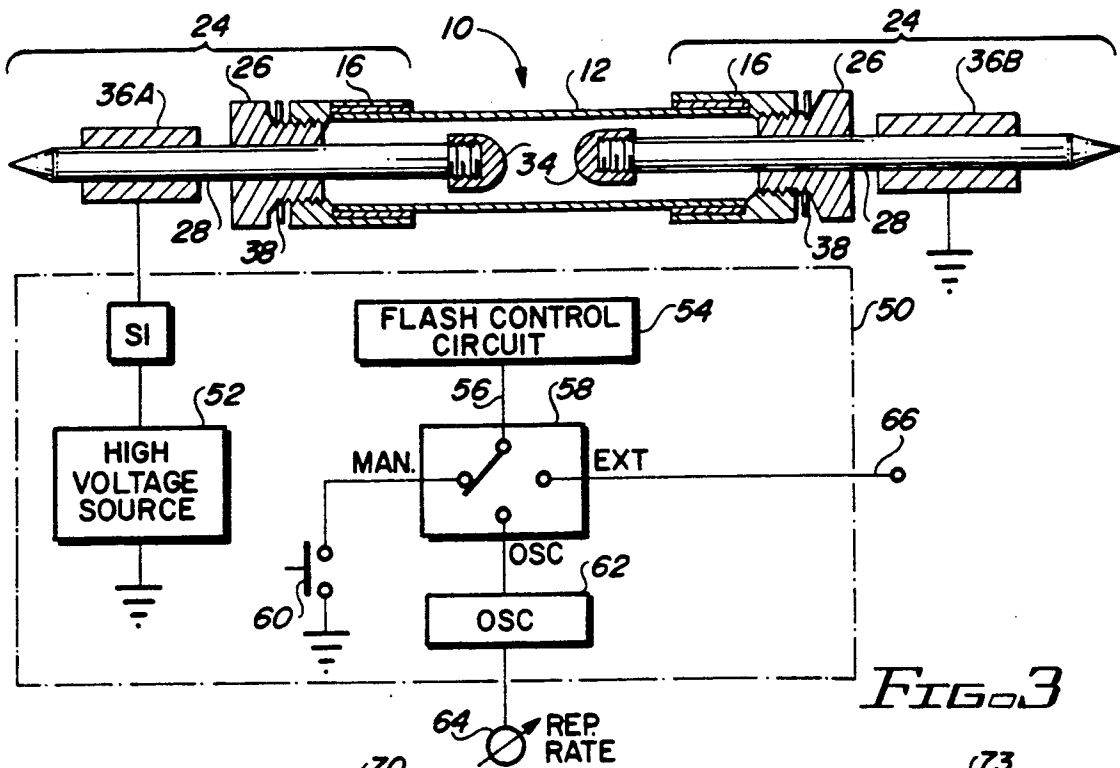 24 10 24
36A 26 16 12 16 26 36B
34
28 38 38 28
50
SI
FLASH CONTROL
CIRCUIT
54
52
HIGH
VOLTAGE
SOURCE
56 58
MAN. EXT 66
OSC
60
62
OSC
64 REP.
RATE
FIG.3
70 73